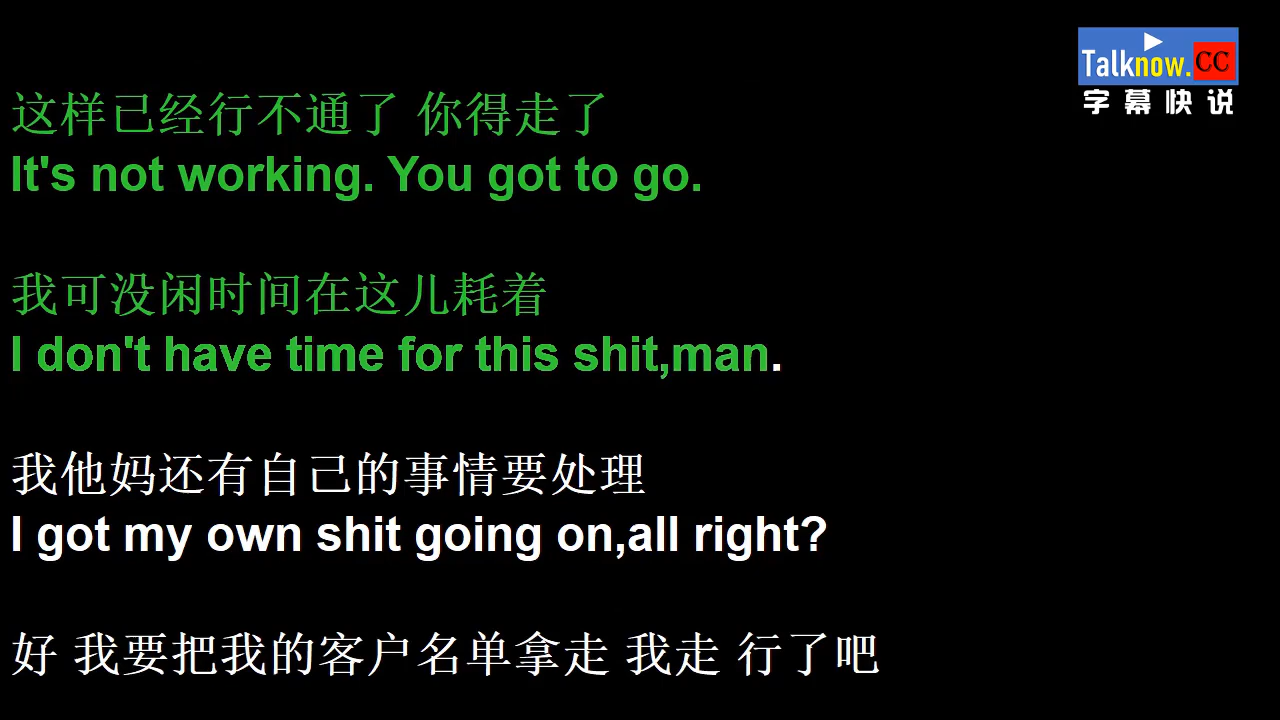 Talknow.CC
字幕快说
这样已经行不通了 你得走了
It's not working. You got to go.
我可没闲时间在这儿耗着
I don't have time for this shit,man.
我他妈还有自己的事情要处理
I got my own shit going on,all right?
好 我要把我的客户名单拿走 我走 行了吧